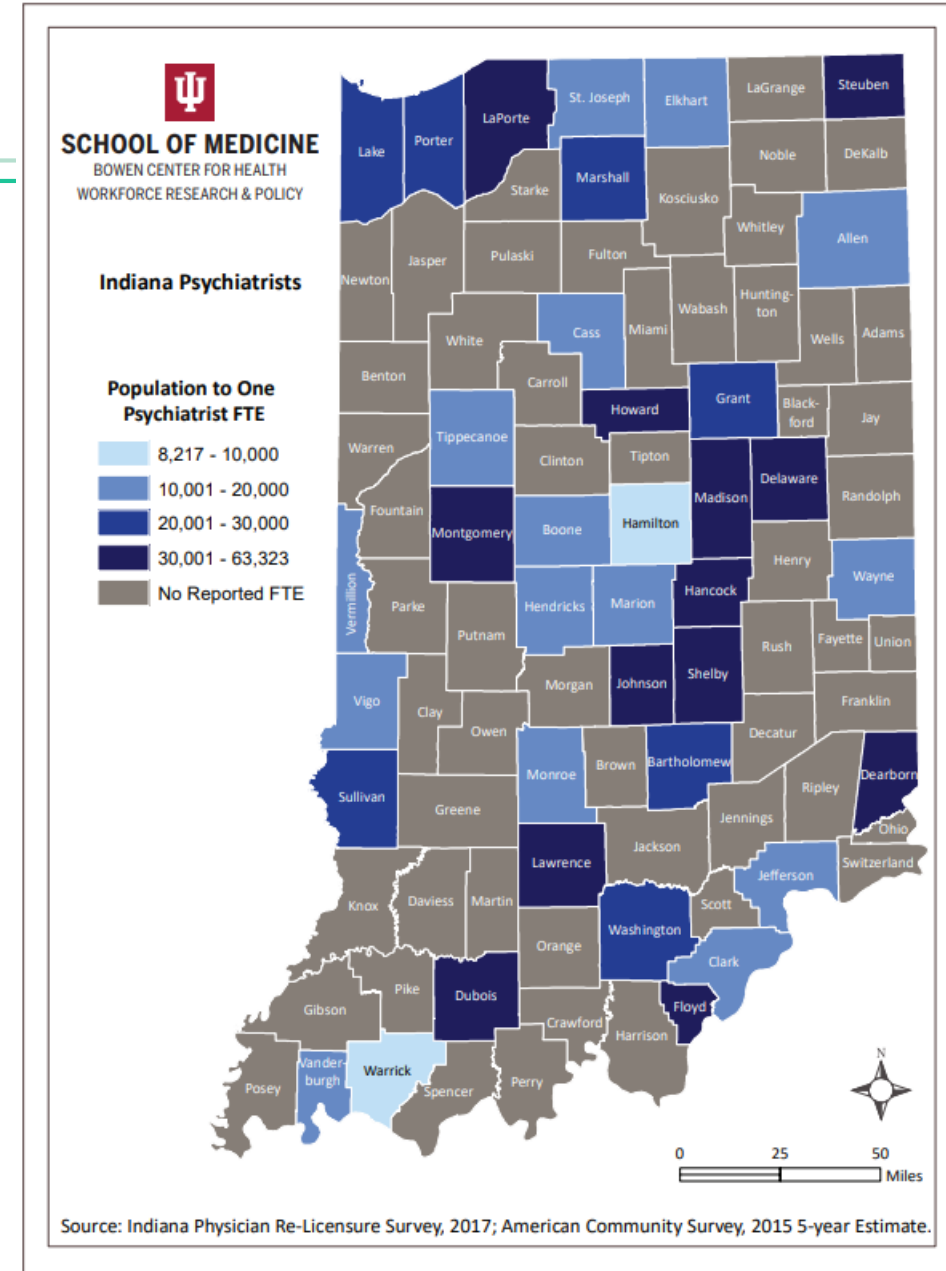 SCHOOL OF MEDICINE
BOWEN CENTER FOR HEALTH
WORKFORCE RESEARCH & POLICY
Indiana Psychiatrists
Population to One
Psychiatrist FTE
8,217 - 10,000
10,001 - 20,000
20,001 - 30,000
30,001 - 63,323
No Reported FTE
Lake
Porter
LaPorte
St. Joseph
Elkhart
LaGrange
Steuben
Starke
Marshall
Kosciusko
Noble
DeKalb
Newton
Jasper
Pulaski
Fulton
Whitley
Allen
White
Cass
Miami
Wabash
Hunting-
ton
Wells
Adams
Benton
Carroll
Howard
Grant
Black-
ford
Jay
Warren
Tippecanoe
Clinton
Tipton
Madison
Delaware
Randolph
Fountain
Montgomery
Boone
Hamilton
Henry
Wayne
Vermillion
Parke
Putnam
Hendricks
Marion
Hancock
Rush
Fayette
Union
Vigo
Clay
Owen
Morgan
Johnson
Shelby
Decatur
Franklin
Sullivan
Greene
Monroe
Brown
Bartholomew
Jennings
Ripley
Dearborn
Ohio
Switzerland
Knox
Daviess
Martin
Lawrence
Jackson
Scott
Jefferson
Orange
Washington
Clark
Gibson
Pike
Dubois
Crawford
Harrison
Floyd
Posey
Vander-
burgh
Warrick
Spencer
Perry
N
0 25 50
Miles
Source: Indiana Physician Re-Licensure Survey, 2017; American Community Survey, 2015 5-year Estimate.